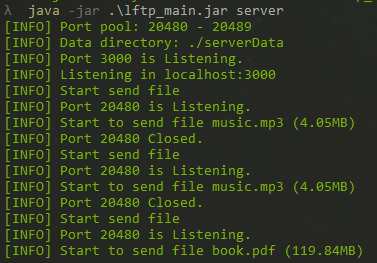 λ java -jar .\lftp_main.jar server
[INFO] Port pool: 20480 - 20489
[INFO] Data directory: ./serverData
[INFO] Port 3000 is Listening.
[INFO] Listening in localhost:3000
[INFO] Start send file
[INFO] Port 20480 is Listening.
[INFO] Start to send file music.mp3 (4.05MB)
[INFO] Port 20480 Closed.
[INFO] Start send file
[INFO] Port 20480 is Listening.
[INFO] Start to send file music.mp3 (4.05MB)
[INFO] Port 20480 Closed.
[INFO] Start send file
[INFO] Port 20480 is Listening.
[INFO] Start to send file book.pdf (119.84MB)